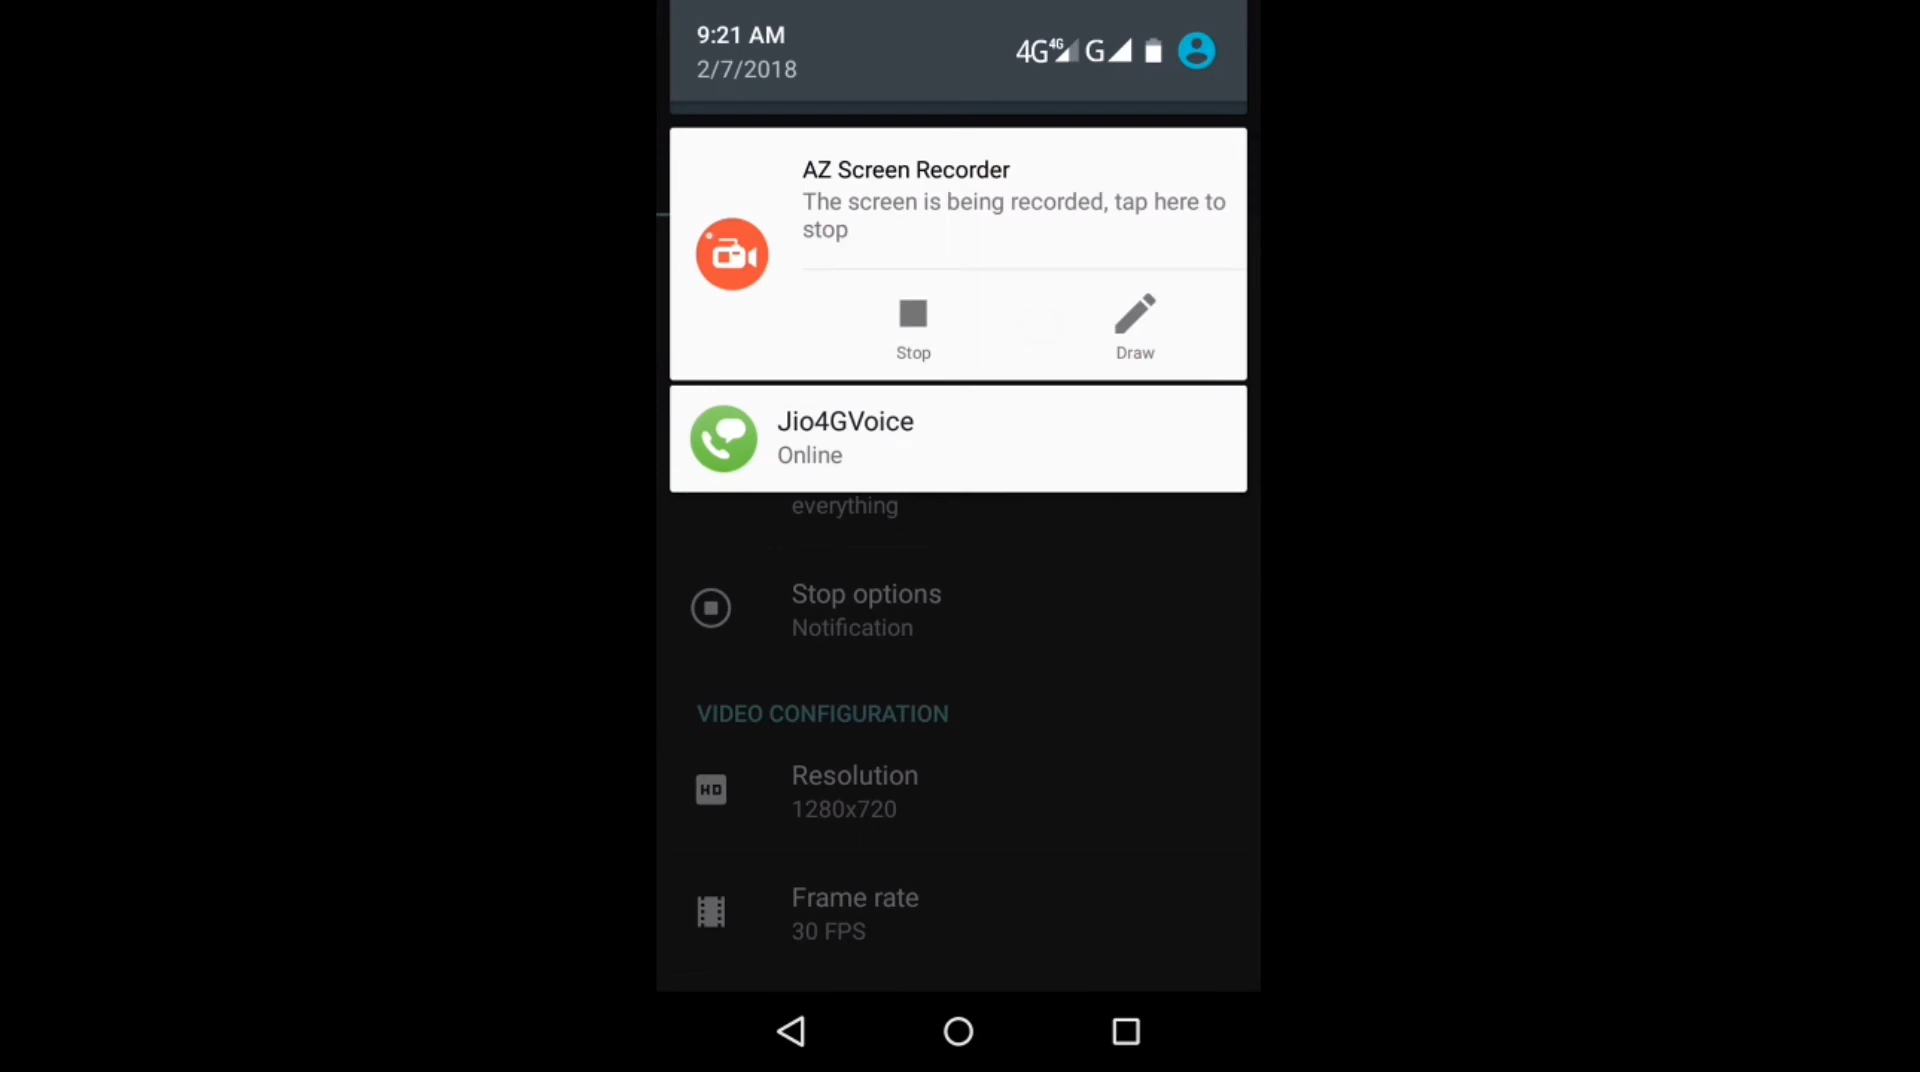 9:21 AM
2/7/2018
4G 4G G
AZ Screen Recorder
The screen is being recorded, tap here to
stop
Stop
Draw
Jio4GVoice
Online
everything
Stop options
Notification
VIDEO CONFIGURATION
HD
Resolution
1280x720
Frame rate
30 FPS